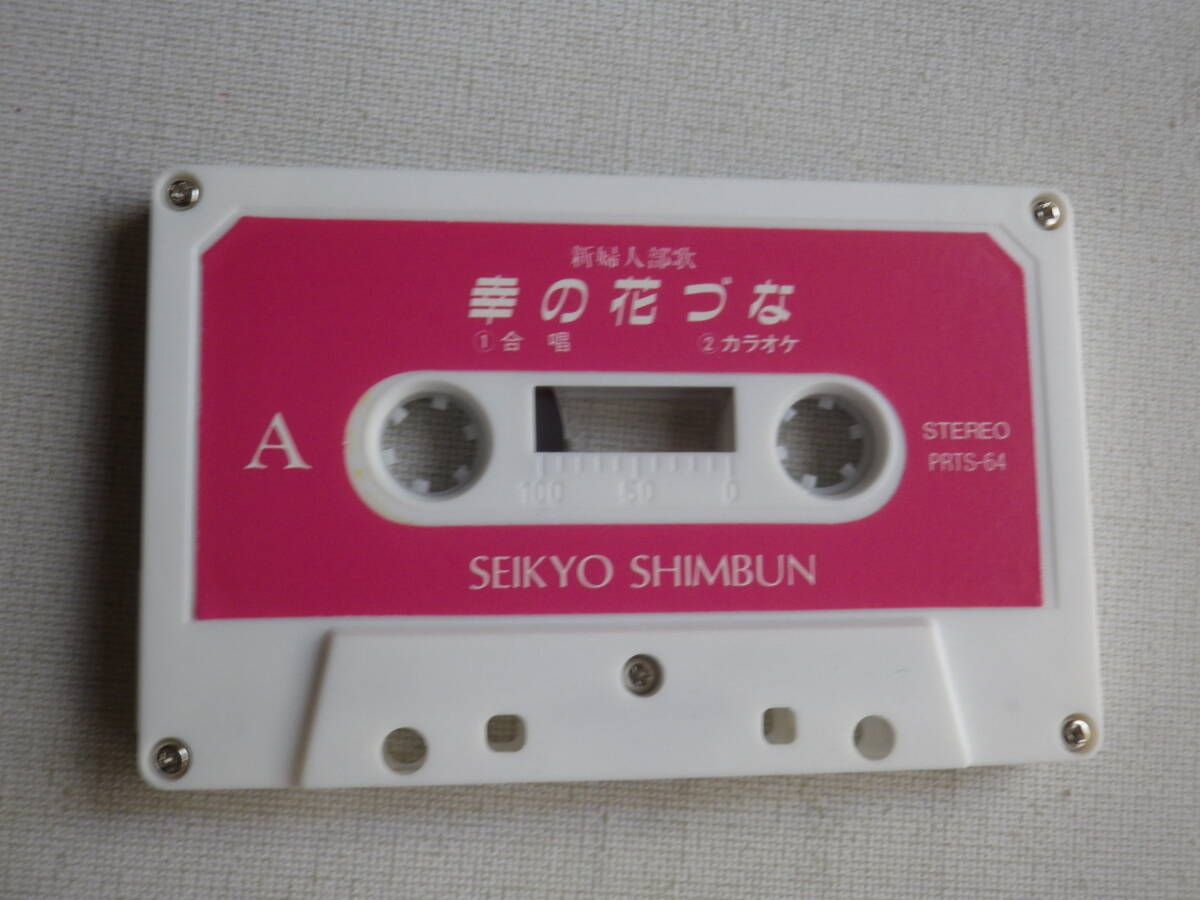 新婦人部歌
幸の花づな
①合唱 ②カラオケ
A
STEREO
PRTS-64
100 50 0
SEIKYO SHIMBUN